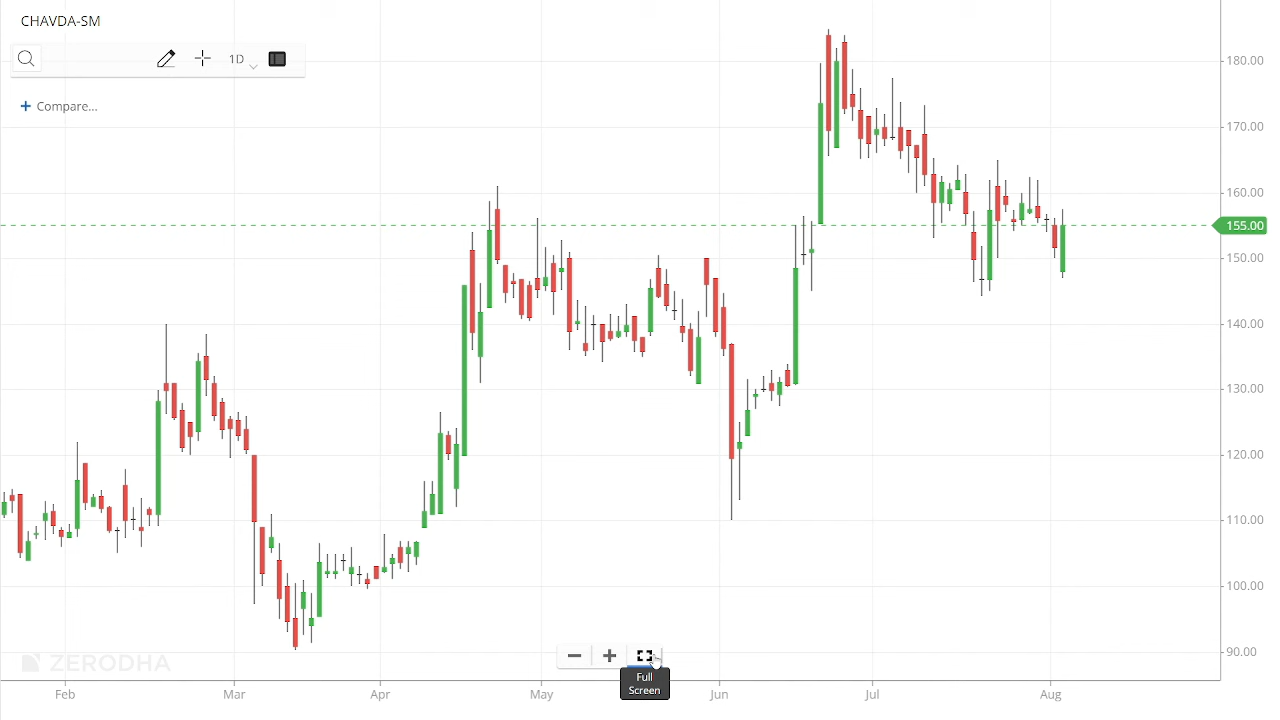 CHAVDA-SM
1D
+ Compare...
180.00
170.00
160.00
155.00
150.00
140.00
130.00
120.00
110.00
100.00
90.00
ZERODHA
Full
Screen
Feb Mar Apr May Jun Jul Aug